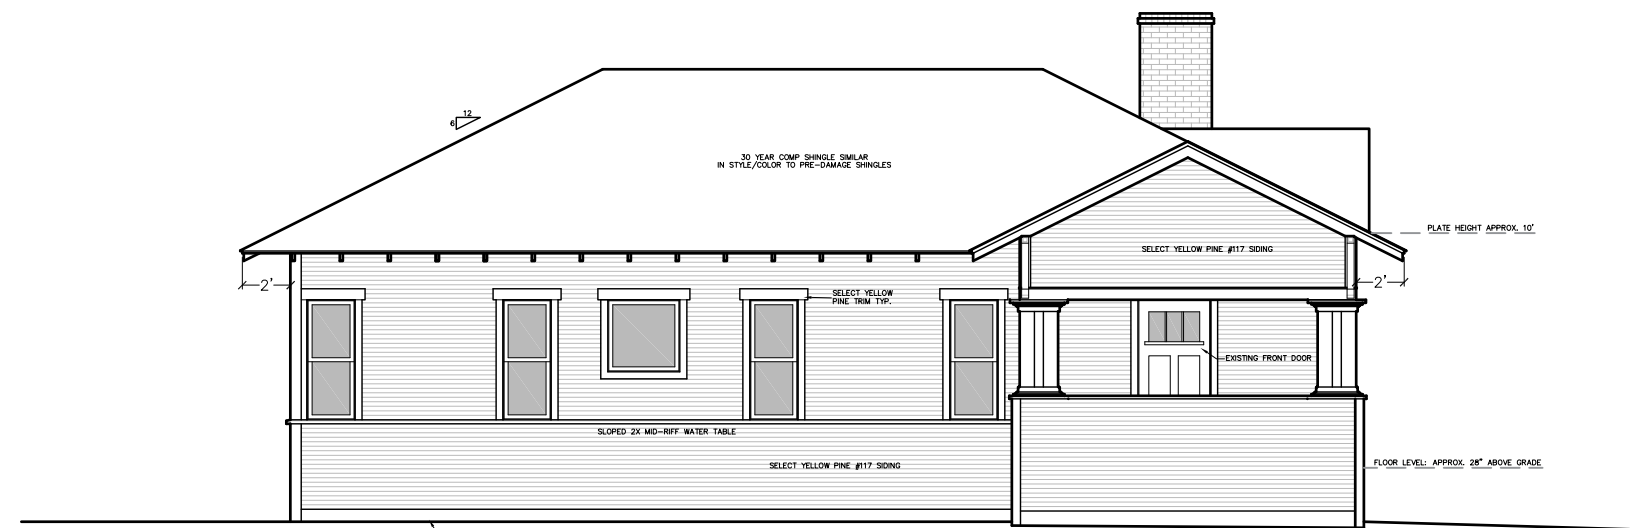 12
6
30 YEAR COMP SHINGLE SIMILAR
IN STYLE/COLOR TO PRE-DAMAGE SHINGLES
PLATE HEIGHT APPROX. 10'
SELECT YELLOW PINE #117 SIDING
2'
2'
SELECT YELLOW
PINE TRIM TYP.
EXISTING FRONT DOOR
SLOPED 2X MID-RIFF WATER TABLE
SELECT YELLOW PINE #117 SIDING
FLOOR LEVEL: APPROX. 28" ABOVE GRADE